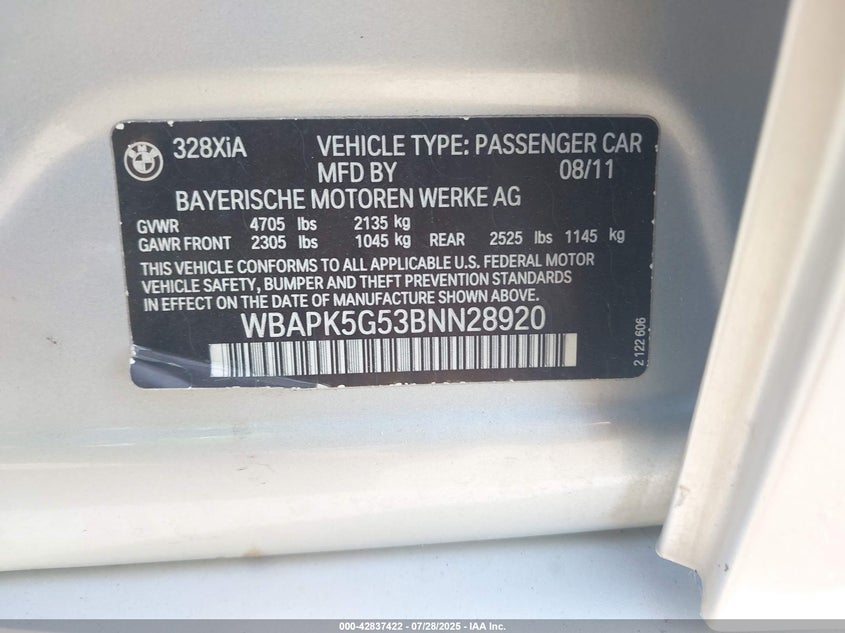 328XiA VEHICLE TYPE: PASSENGER CAR
MFD BY 08/11
BAYERISCHE MOTOREN WERKE AG
GVWR 4705 lbs 2135 kg
GAWR FRONT 2305 lbs 1045 kg REAR 2525 lbs 1145 kg
THIS VEHICLE CONFORMS TO ALL APPLICABLE U.S. FEDERAL MOTOR
VEHICLE SAFETY, BUMPER AND THEFT PREVENTION STANDARDS
IN EFFECT ON THE DATE OF MANUFACTURE SHOWN ABOVE.
WBAPK5G53BNN28920
2 122 606
000-42837422 | 07/28/2025 - IAA Inc.